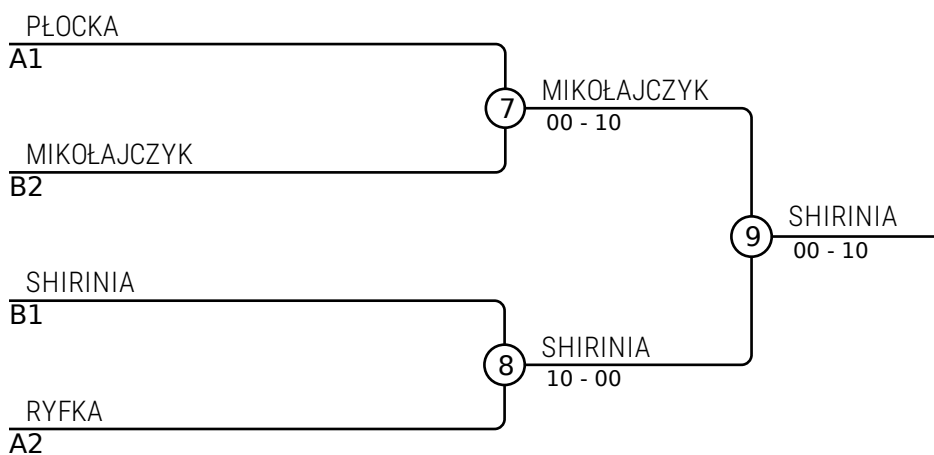 PŁOCKA
A1
7
MIKOŁAJCZYK
00 - 10
MIKOŁAJCZYK
B2
9
SHIRINIA
00 - 10
SHIRINIA
B1
8
SHIRINIA
10 - 00
RYFKA
A2